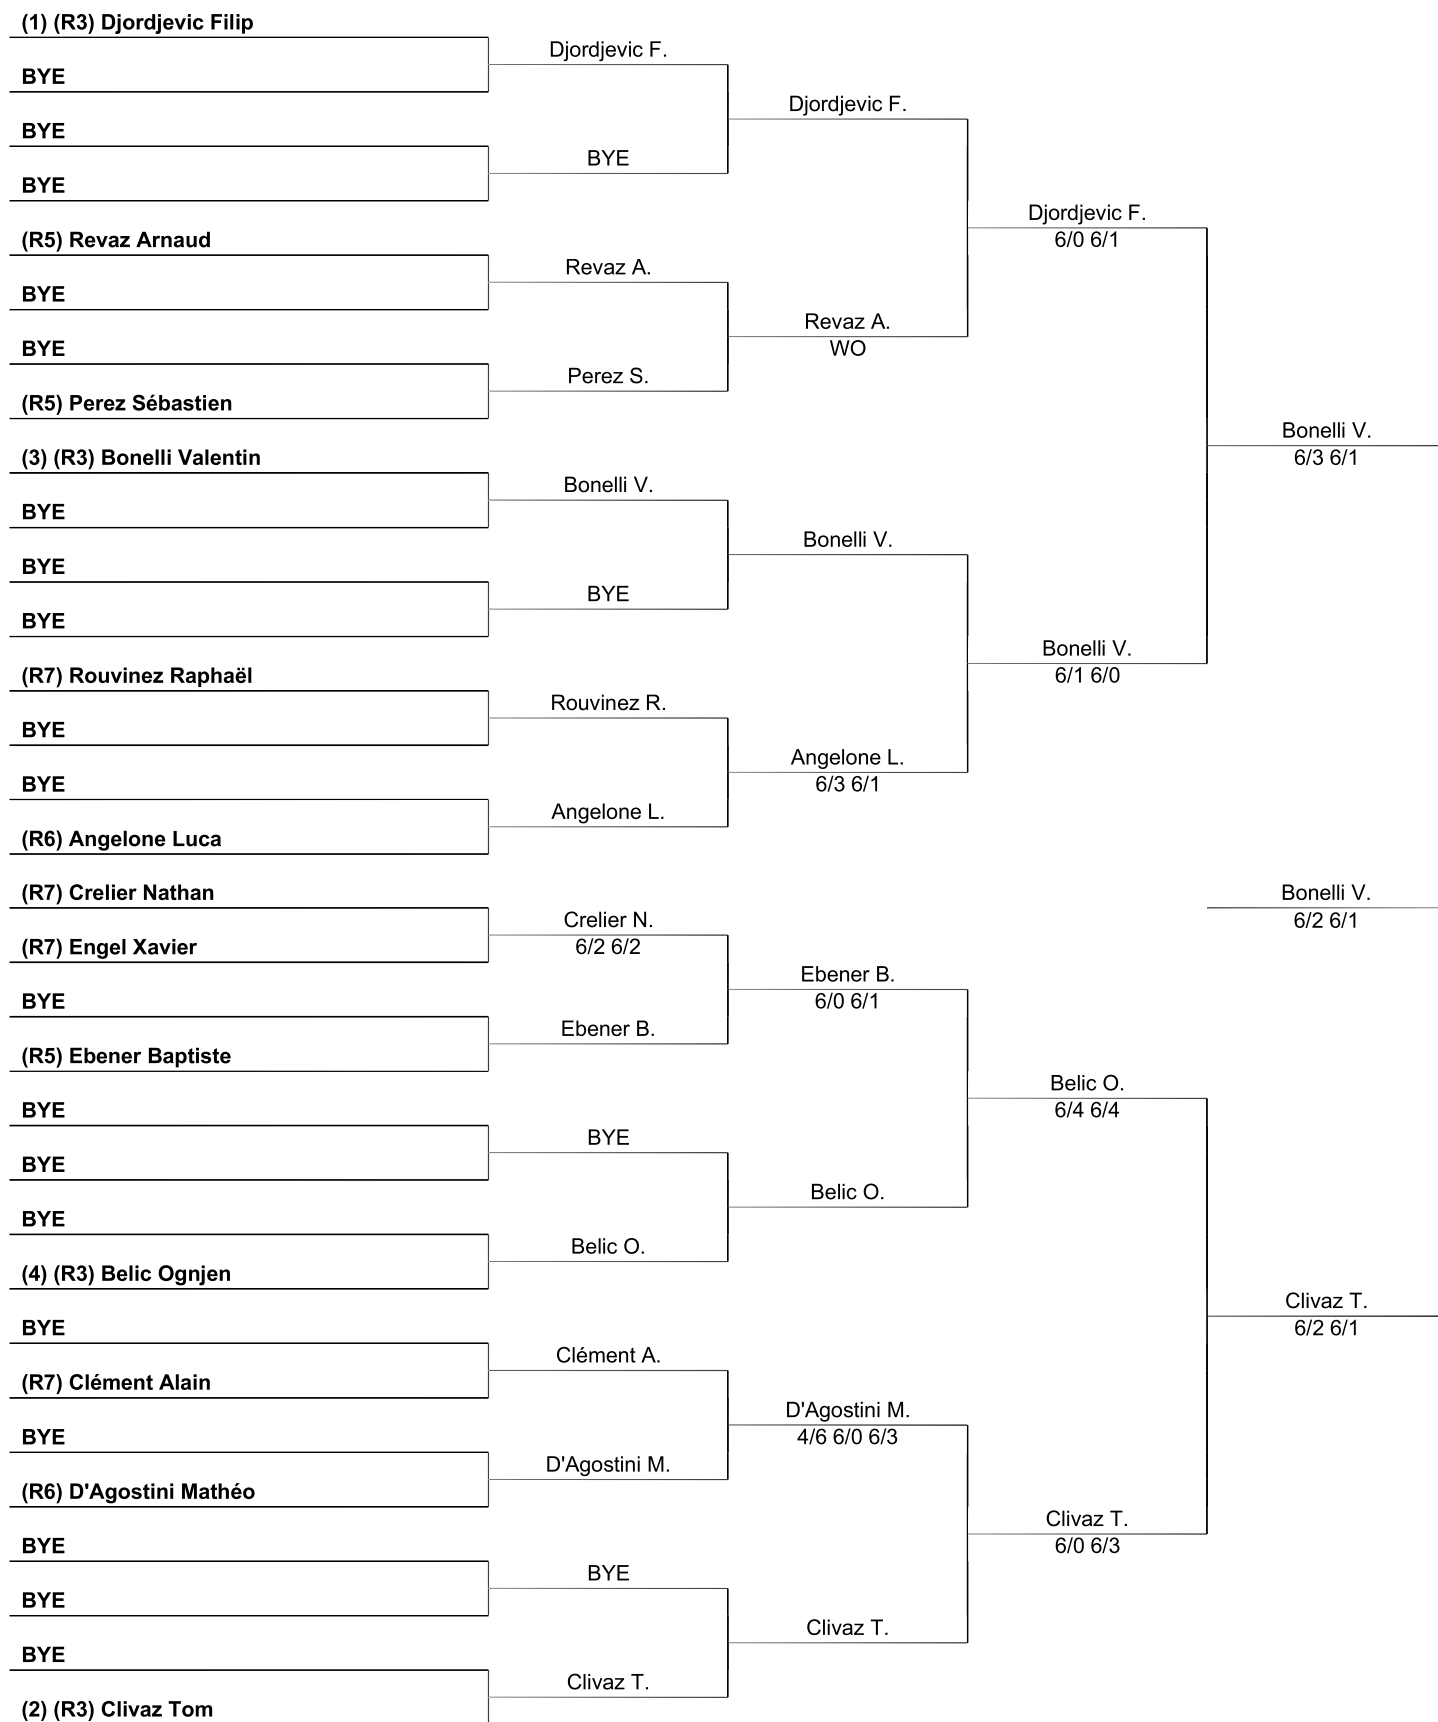 (1) (R3) Djordjevic Filip
Djordjevic F.
BYE
Djordjevic F.
BYE
BYE
BYE
Djordjevic F.
6/0 6/1
(R5) Revaz Arnaud
Revaz A.
BYE
Revaz A.
WO
BYE
Perez S.
(R5) Perez Sébastien
Bonelli V.
6/3 6/1
(3) (R3) Bonelli Valentin
Bonelli V.
BYE
Bonelli V.
BYE
BYE
BYE
Bonelli V.
6/1 6/0
(R7) Rouvinez Raphaël
Rouvinez R.
BYE
Angelone L.
6/3 6/1
BYE
Angelone L.
(R6) Angelone Luca
(R7) Crelier Nathan
Bonelli V.
6/2 6/1
Crelier N.
6/2 6/2
(R7) Engel Xavier
Ebener B.
6/0 6/1
BYE
Ebener B.
(R5) Ebener Baptiste
Belic O.
6/4 6/4
BYE
BYE
BYE
Belic O.
BYE
Belic O.
(4) (R3) Belic Ognjen
Clivaz T.
6/2 6/1
BYE
Clément A.
(R7) Clément Alain
D'Agostini M.
4/6 6/0 6/3
BYE
D'Agostini M.
(R6) D'Agostini Mathéo
Clivaz T.
6/0 6/3
BYE
BYE
BYE
Clivaz T.
BYE
Clivaz T.
(2) (R3) Clivaz Tom